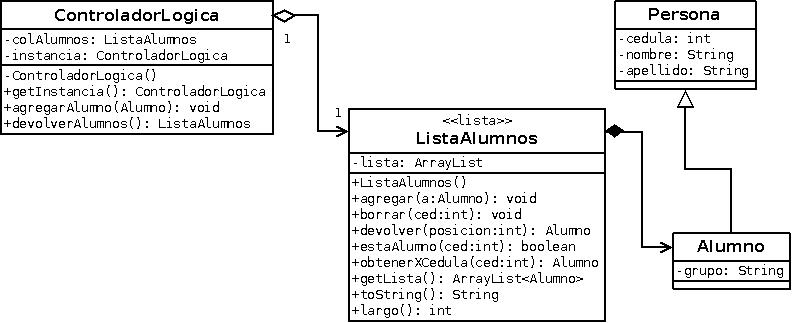 ControladorLogica
-colAlumnos: ListaAlumnos
-instancia: ControladorLogica
-ControladorLogica()
+getInstancia(): ControladorLogica
+agregarAlumno(Alumno): void
+devolverAlumnos(): ListaAlumnos
1
1
<<lista>>
ListaAlumnos
-lista: ArrayList
+ListaAlumnos()
+agregar(a:Alumno): void
+borrar(ced:int): void
+devolver(posicion:int): Alumno
+estaAlumno(ced:int): boolean
+obtenerXCedula(ced:int): Alumno
+getLista(): ArrayList<Alumno>
+toString(): String
+largo(): int
Persona
-cedula: int
-nombre: String
-apellido: String
Alumno
-grupo: String